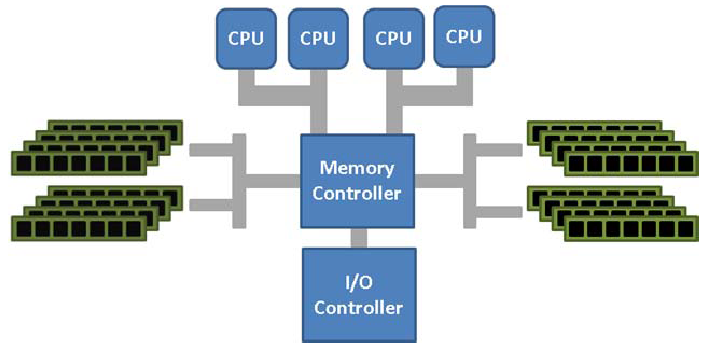 CPU
CPU
CPU
CPU
Memory
Controller
I/O
Controller